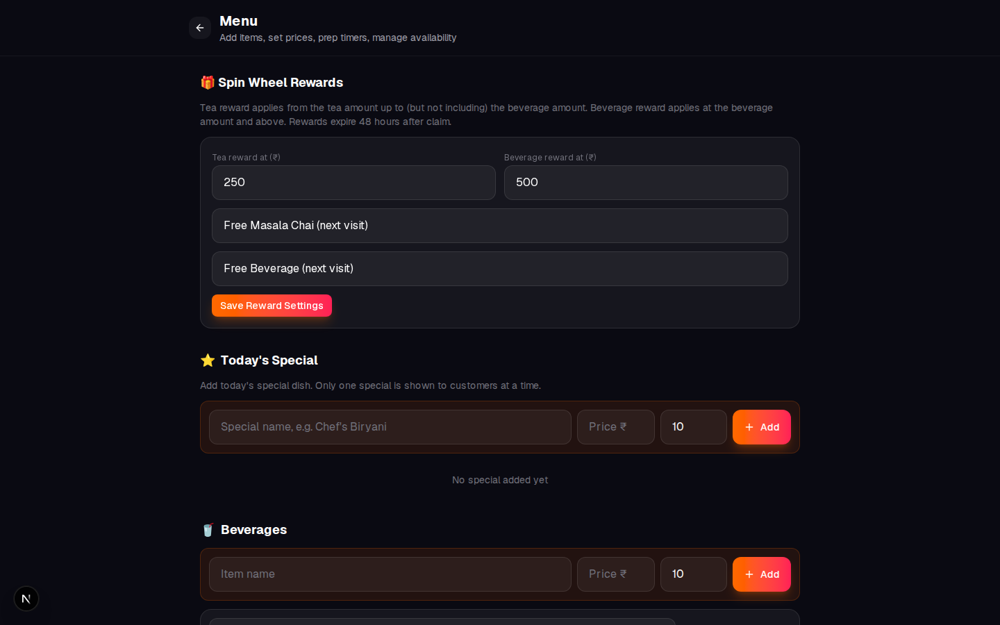 Menu
Add items, set prices, prep timers, manage availability
🎁 Spin Wheel Rewards
Tea reward applies from the tea amount up to (but not including) the beverage amount. Beverage reward applies at the beverage
amount and above. Rewards expire 48 hours after claim.
Tea reward at (₹) Beverage reward at (₹)
250 500
Free Masala Chai (next visit)
Free Beverage (next visit)
Save Reward Settings
⭐ Today's Special
Add today's special dish. Only one special is shown to customers at a time.
Special name, e.g. Chef's Biryani Price ₹ 10 + Add
No special added yet
🥤 Beverages
Item name Price ₹ 10 + Add
N